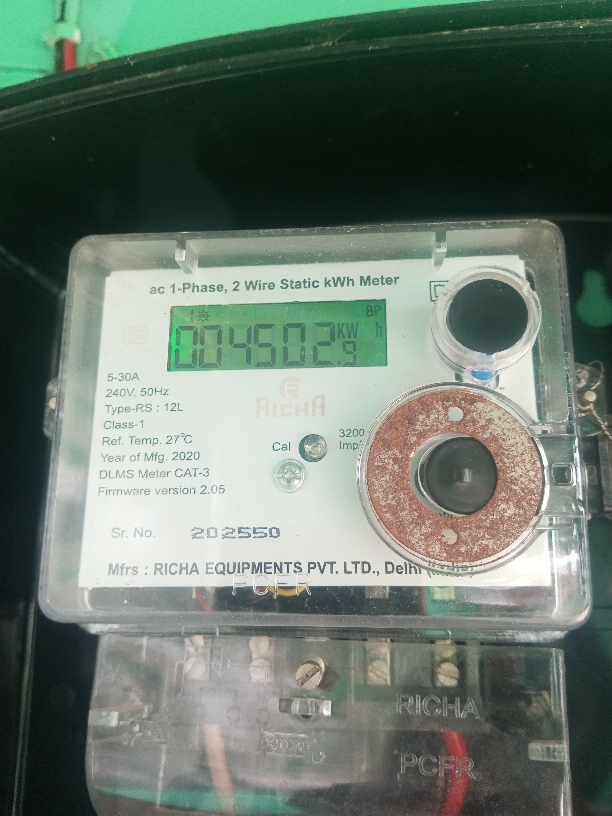 ac 1-Phase, 2 Wire Static kWh Meter
BP
004502.9 KW h
5-30A
240V, 50Hz
Type-RS : 12L
Class-1
Ref. Temp. 27°C
Year of Mfg. 2020
DLMS Meter CAT-3
Firmware version 2.05
RICHA
Cal
3200
Imp/
Sr. No. 202550
Mfrs : RICHA EQUIPMENTS PVT. LTD., Delhi (India)
PCFR
RICHA
PCFR